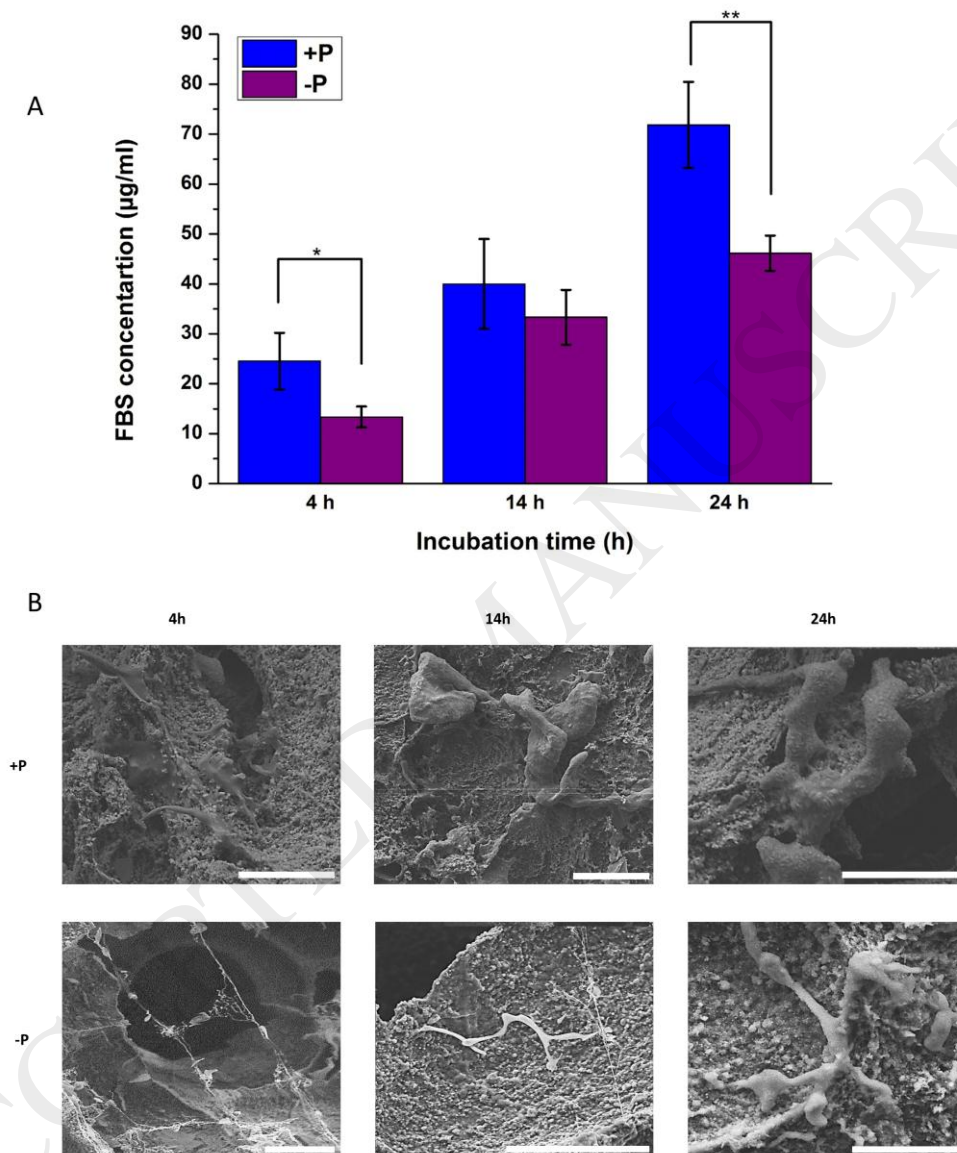 A
FBS concentartion (µg/ml)
90
80
70
60
50
40
30
20
10
0
+P
-P
*
**
4 h
14 h
24 h
Incubation time (h)
B
4h
14h
24h
+P
-P